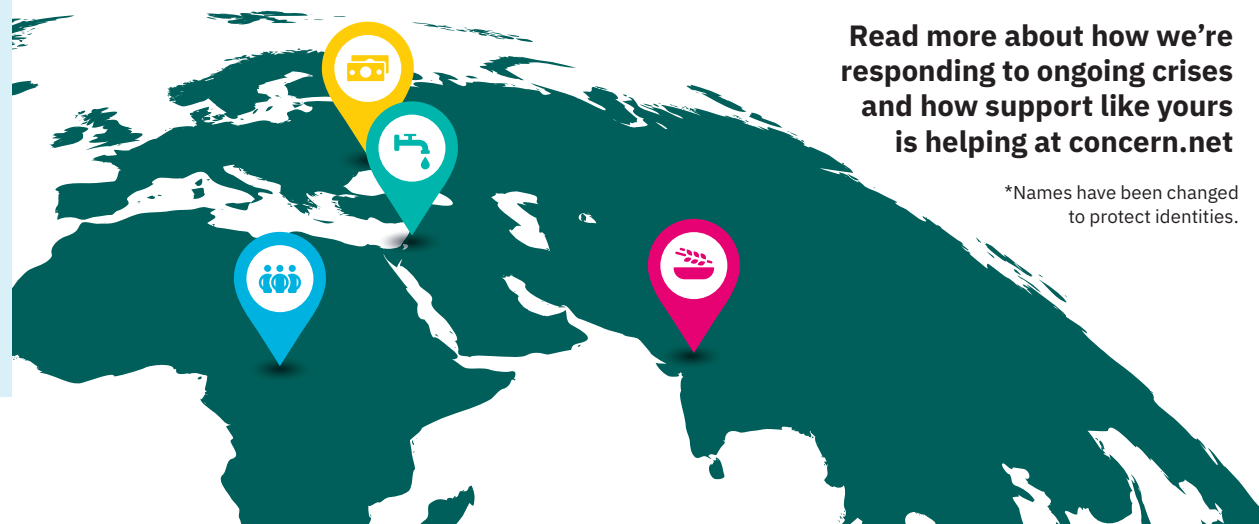 Read more about how we’re
responding to ongoing crises
and how support like yours
is helping at concern.net
*Names have been changed
to protect identities.